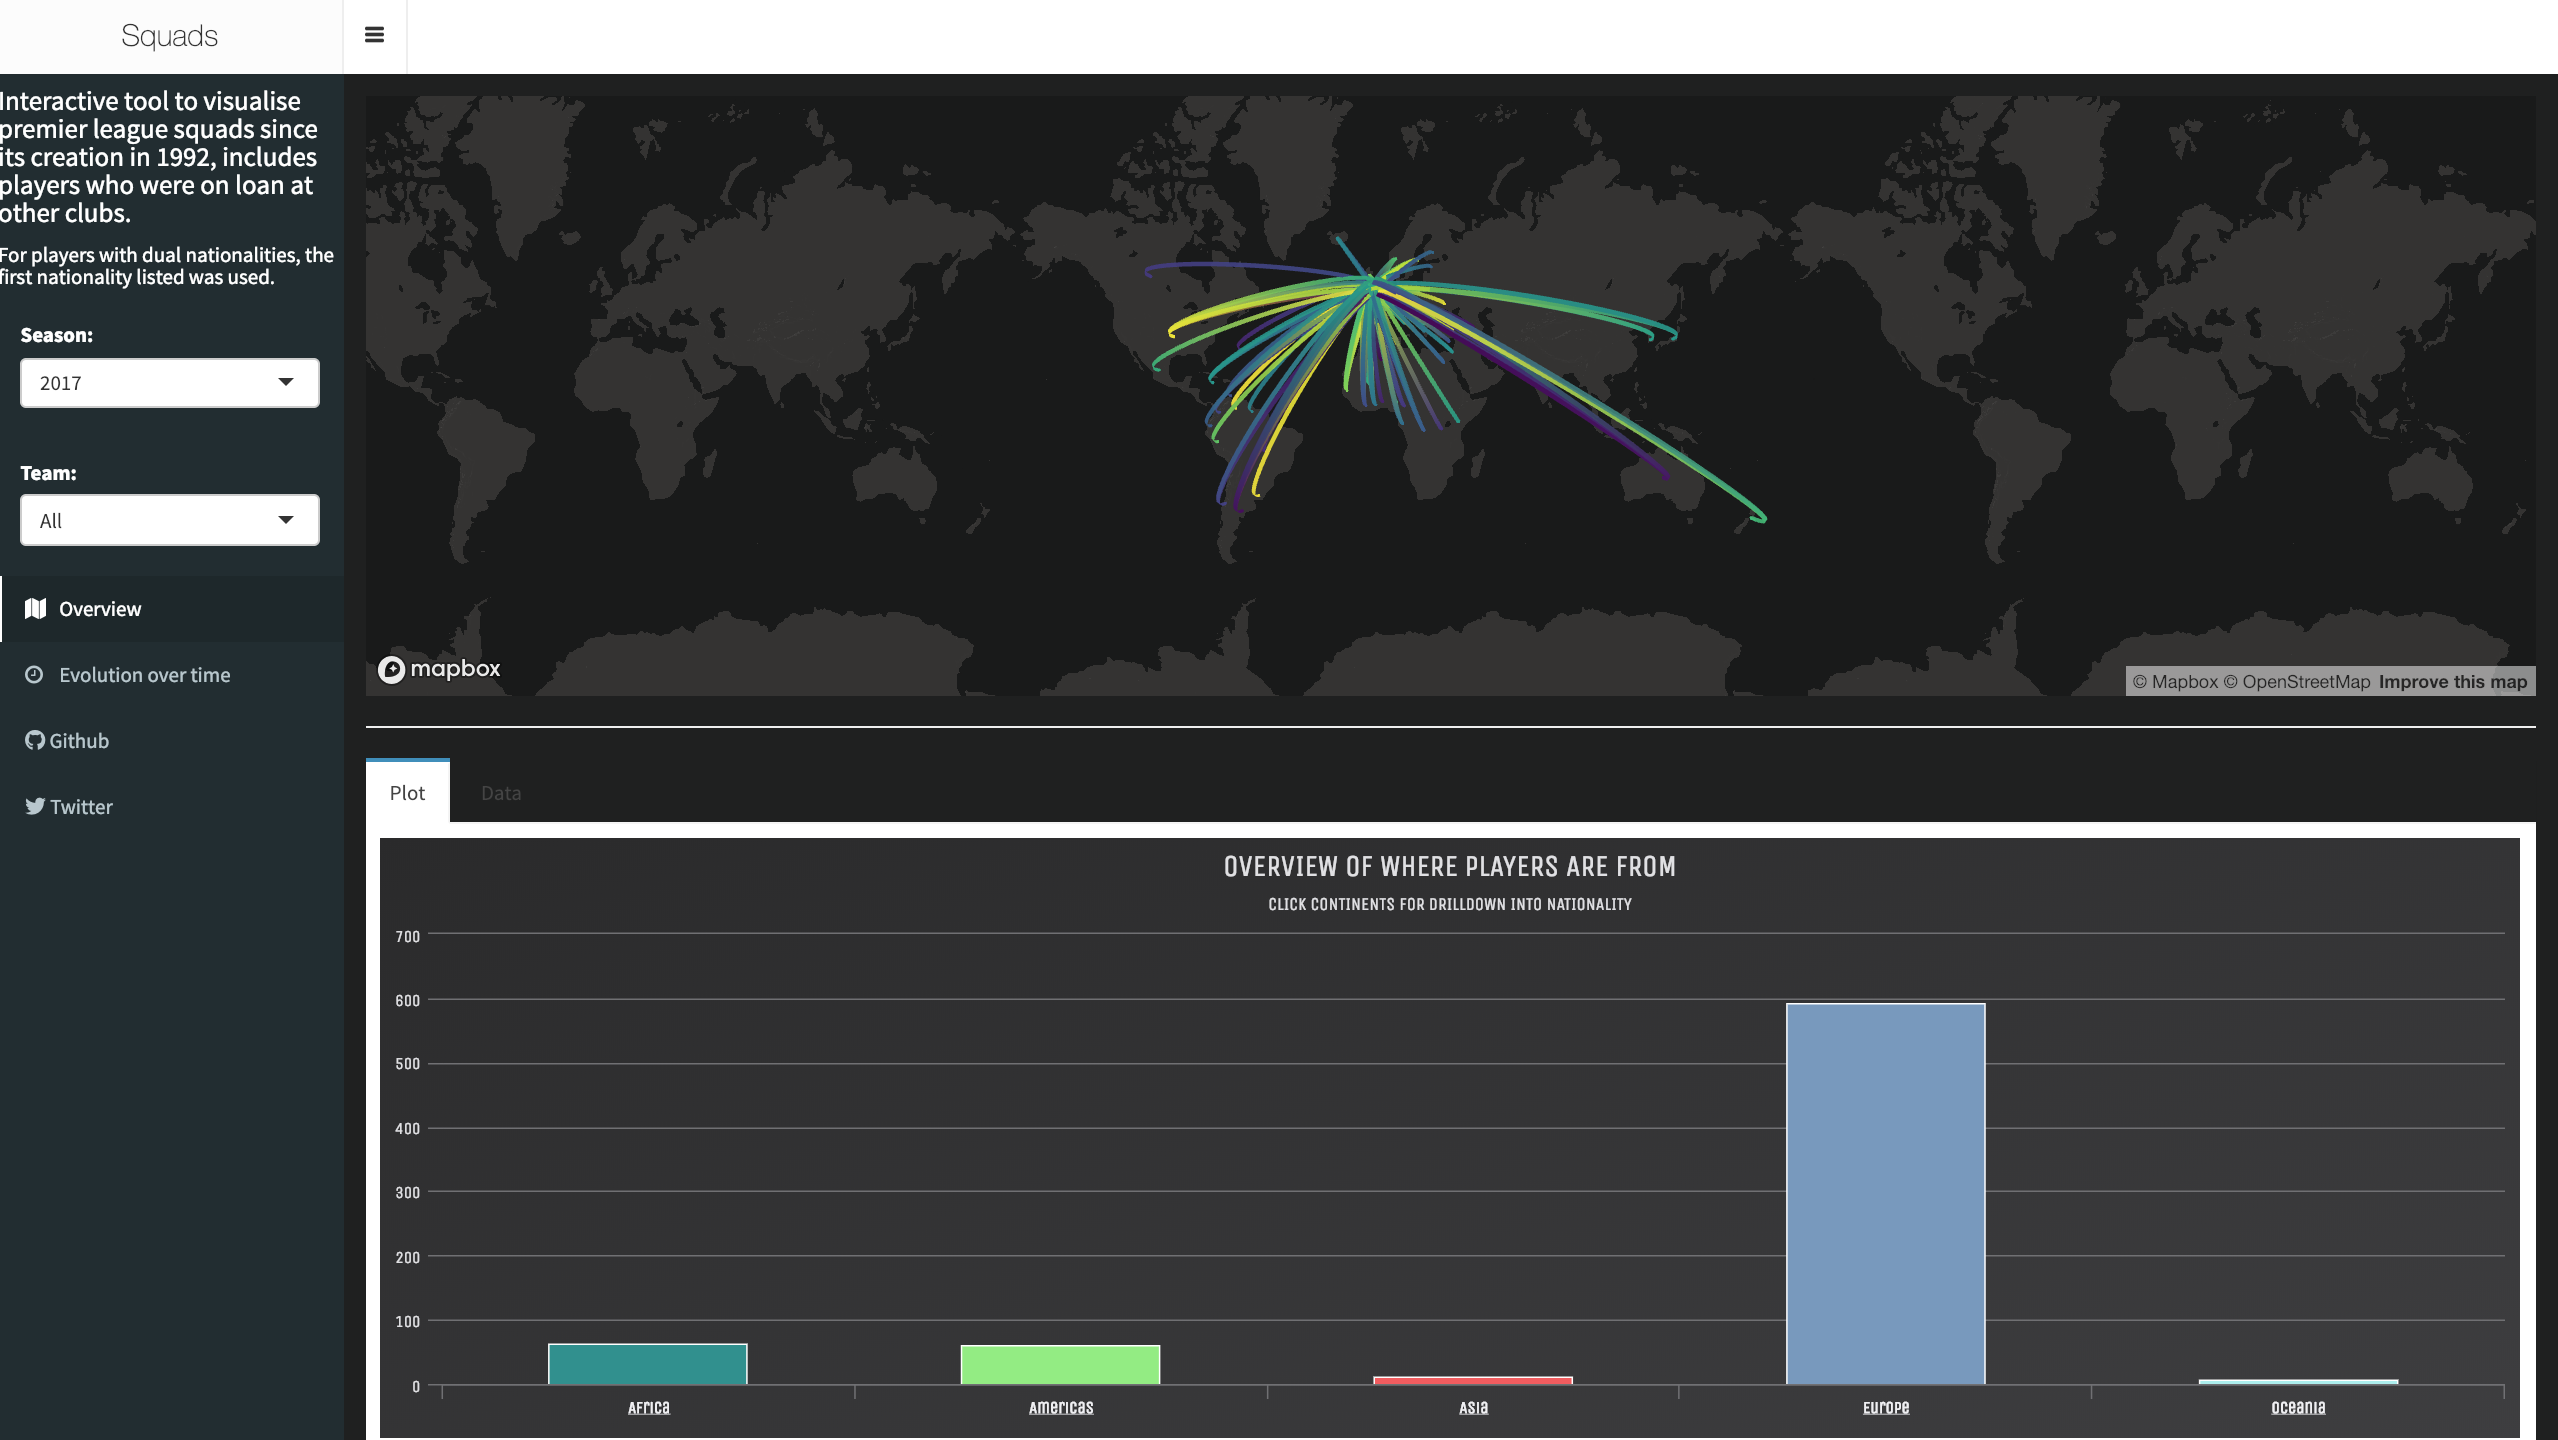 Squads
Interactive tool to visualise
premier league squads since
its creation in 1992, includes
players who were on loan at
other clubs.
For players with dual nationalities, the
first nationality listed was used.
Season:
2017
Team:
All
Overview
Evolution over time
Github
Twitter
mapbox
© Mapbox © OpenStreetMap Improve this map
Plot
Data
OVERVIEW OF WHERE PLAYERS ARE FROM
CLICK CONTINENTS FOR DRILLDOWN INTO NATIONALITY
700
600
500
400
300
200
100
0
Africa
Americas
Asia
Europe
Oceania